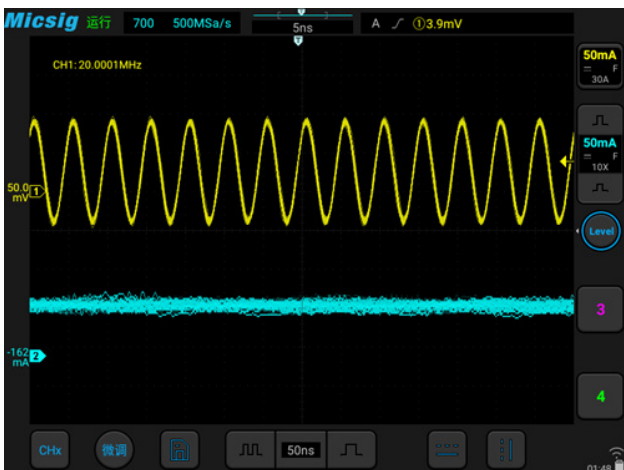 Micsig 运行 700 500MSa/s 5ns A ①3.9mV
T
CH1: 20.0001MHz
50mA
F
30A
50mA
F
10X
50.0
mV
1
Level
3
-162
mA
2
4
CHx 微调 50ns
01:48